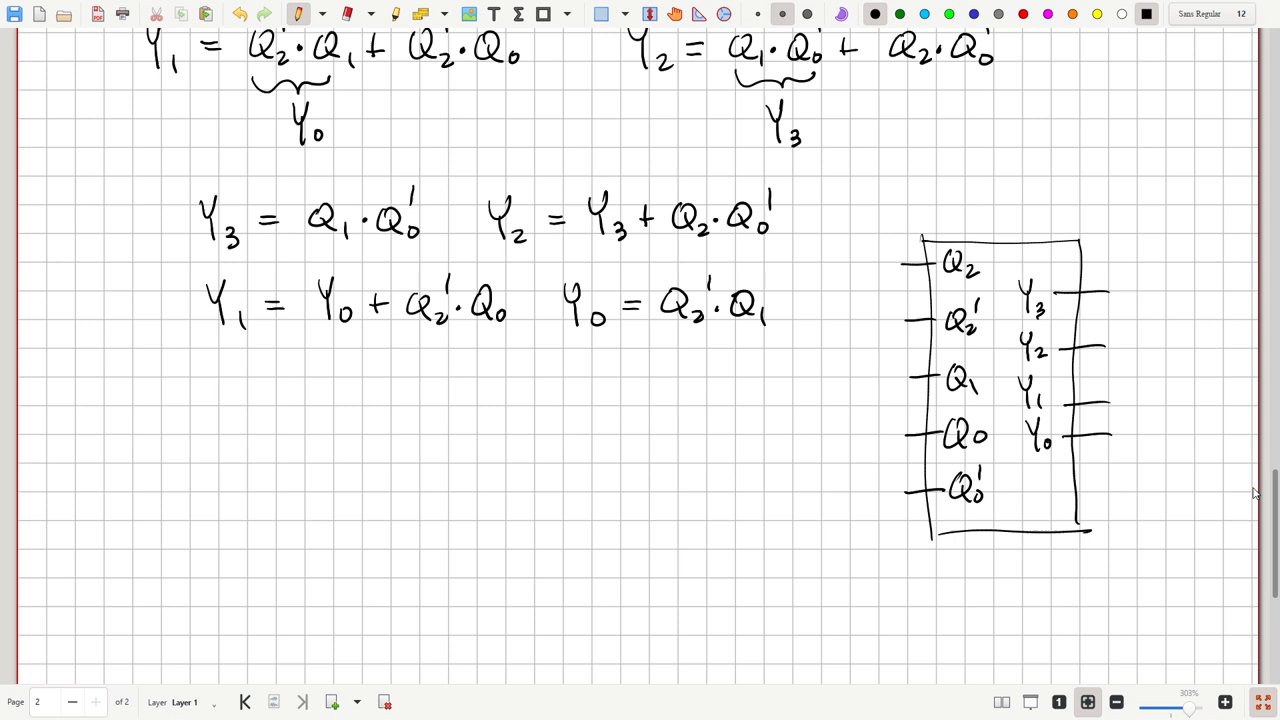 Sans Regular 12
Y₁ = Q₂'·Q₁ + Q₂'·Q₀ Y₂ = Q₁·Q₀' + Q₂·Q₀'
Y₀ Y₃
Y₃ = Q₁·Q₀' Y₂ = Y₃ + Q₂·Q₀'
Y₁ = Y₀ + Q₂'·Q₀ Y₀ = Q₂'·Q₁
Q₂
Q₂'
Q₁
Q₀
Q₀'
Y₃
Y₂
Y₁
Y₀
Page 2 of 2 Layer Layer 1 303%